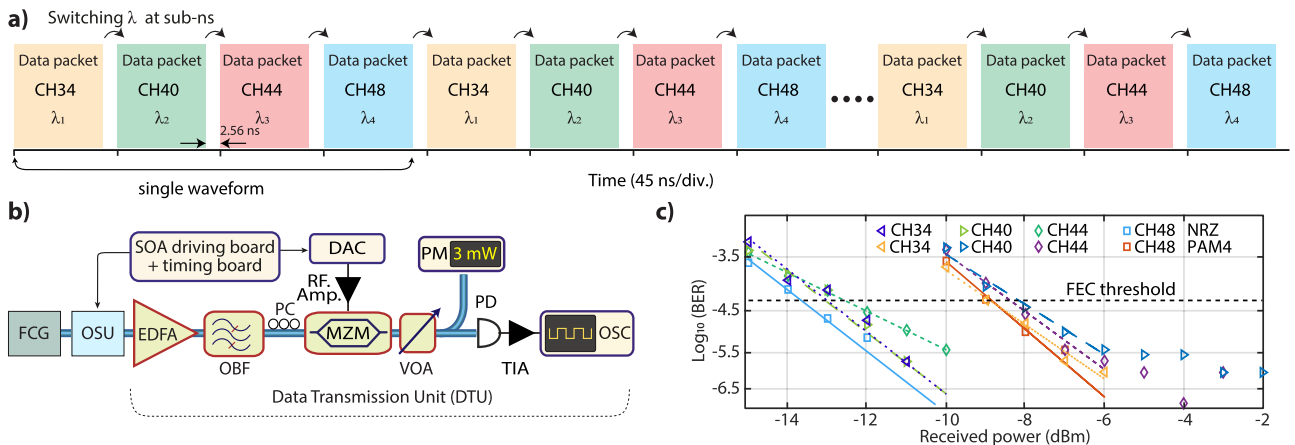 a) Switching λ at sub-ns
Data packet Data packet Data packet Data packet Data packet Data packet Data packet Data packet Data packet Data packet Data packet Data packet
CH34 CH40 CH44 CH48 CH34 CH40 CH44 CH48 CH34 CH40 CH44 CH48
λ₁ λ₂ λ₃ λ₄ λ₁ λ₂ λ₃ λ₄ λ₁ λ₂ λ₃ λ₄
2.56 ns
single waveform
Time (45 ns/div.)
b)
SOA driving board
+ timing board
DAC
PM 3 mW
RF.
Amp.
PC
PD
FCG
OSU
EDFA
OBF
MZM
VOA
TIA
OSC
Data Transmission Unit (DTU)
c)
CH34 CH40 CH44 CH48 NRZ
CH34 CH40 CH44 CH48 PAM4
FEC threshold
Log₁₀ (BER)
-3.5
-4.5
-5.5
-6.5
-14 -12 -10 -8 -6 -4 -2
Received power (dBm)